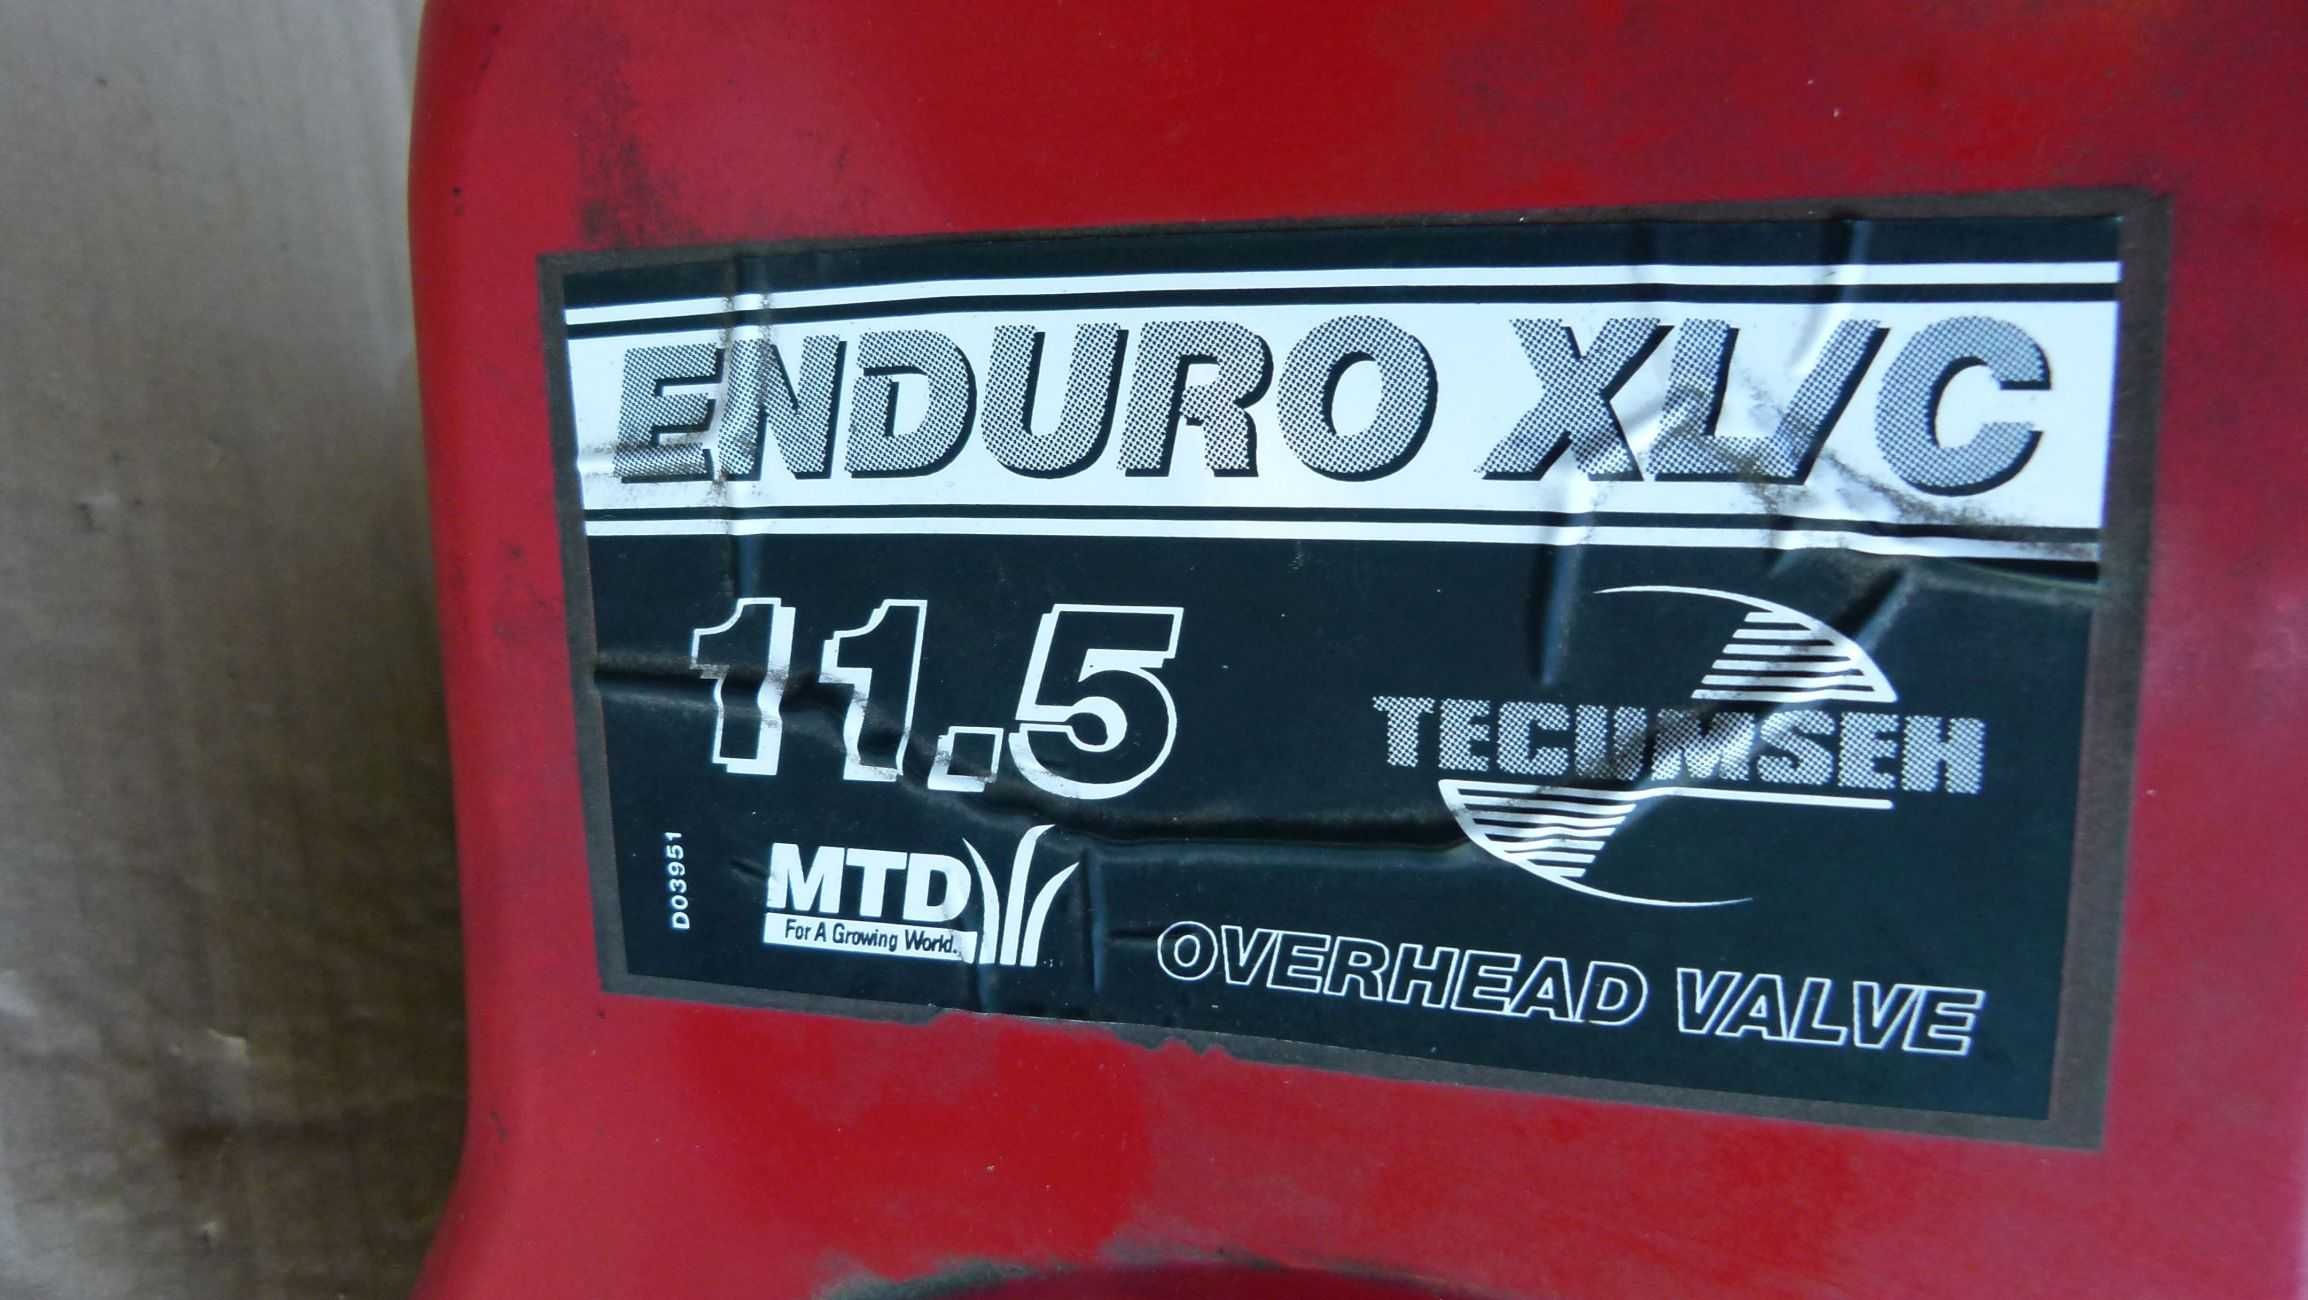 ENDURO XL/C
11.5
TECUMSEH
D03951
MTD
For A Growing World.
OVERHEAD VALVE